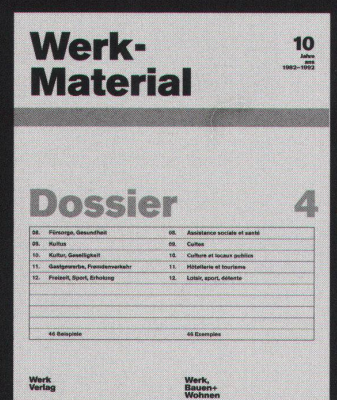 Werk-
Material
10
Jahre
ans
1982–1992
Dossier 4
08. Fürsorge, Gesundheit 08. Assistance sociale et santé
09. Kultus 09. Cultes
10. Kultur, Geselligkeit 10. Culture et locaux publics
11. Gastgewerbe, Fremdenverkehr 11. Hôtellerie et tourisme
12. Freizeit, Sport, Erholung 12. Loisir, sport, détente
46 Beispiele 46 Exemples
Werk Werk,
Verlag Bauen+
Wohnen